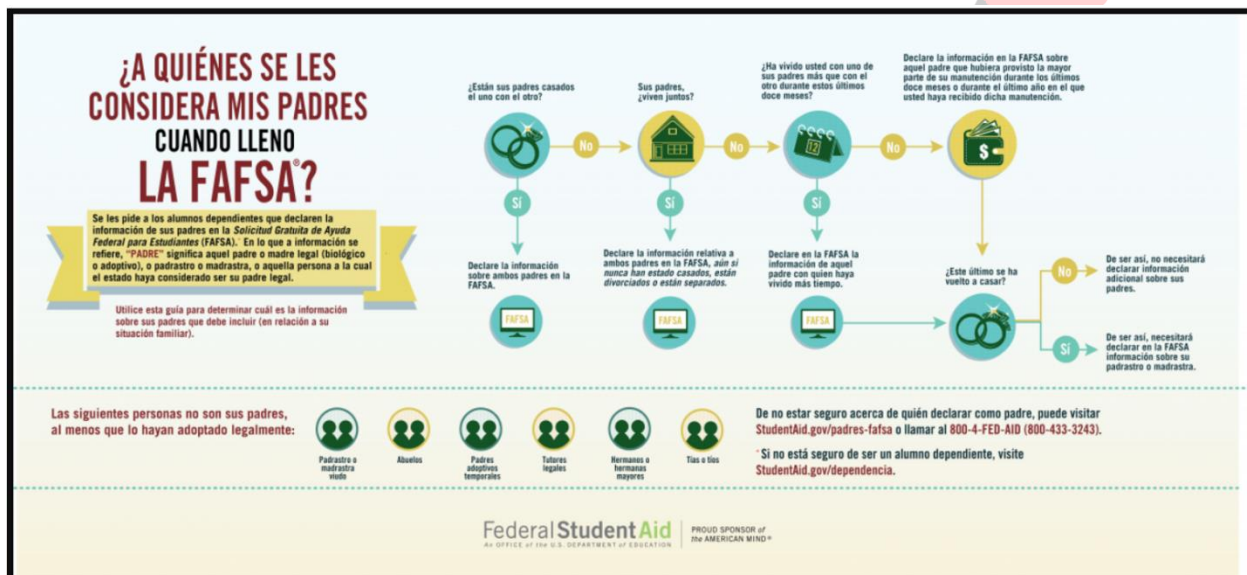 ¿A QUIÉNES SE LES
CONSIDERA MIS PADRES
CUANDO LLENO
LA FAFSA®?
Se les pide a los alumnos dependientes que declaren la
información de sus padres en la Solicitud Gratuita de Ayuda
Federal para Estudiantes (FAFSA).* En lo que a información se
refiere, "PADRE" significa aquel padre o madre legal (biológico
o adoptivo), o padrastro o madrastra, o aquella persona a la cual
el estado haya considerado ser su padre legal.
Utilice esta guía para determinar cuál es la información
sobre sus padres que debe incluir (en relación a su
situación familiar).
¿Están sus padres casados
el uno con el otro?
No
Sí
Declare la información
sobre ambos padres en la
FAFSA.
FAFSA
Sus padres,
¿viven juntos?
No
Sí
Declare la información relativa a
ambos padres en la FAFSA, aún si
nunca han estado casados, están
divorciados o están separados.
FAFSA
¿Ha vivido usted con uno de
sus padres más que con el
otro durante estos últimos
doce meses?
12
No
Sí
Declare en la FAFSA la
información de aquel
padre con quien haya
vivido más tiempo.
FAFSA
Declare la información en la FAFSA sobre
aquel padre que hubiera provisto la mayor
parte de su manutención durante los últimos
doce meses o durante el último año en el que
usted haya recibido dicha manutención.
$
¿Este último se ha
vuelto a casar?
No
De ser así, no necesitará
declarar información
adicional sobre sus
padres.
Sí
De ser así, necesitará
declarar en la FAFSA
información sobre su
padrastro o madrastra.
Las siguientes personas no son sus padres,
al menos que lo hayan adoptado legalmente:
Padrastro o
madrastra
viudo
Abuelos
Padres
adoptivos
temporales
Tutores
legales
Hermanos o
hermanas
mayores
Tías o tíos
De no estar seguro acerca de quién declarar como padre, puede visitar
StudentAid.gov/padres-fafsa o llamar al 800-4-FED-AID (800-433-3243).
* Si no está seguro de ser un alumno dependiente, visite
StudentAid.gov/dependencia.
Federal Student Aid
An OFFICE of the U.S. DEPARTMENT of EDUCATION
PROUD SPONSOR of
the AMERICAN MIND®